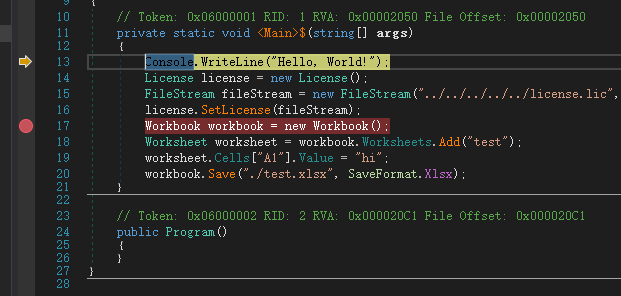 9 {
10 // Token: 0x06000001 RID: 1 RVA: 0x00002050 File Offset: 0x00002050
11 private static void <Main>$(string[] args)
12 {
13 Console.WriteLine("Hello, World!");
14 License license = new License();
15 FileStream fileStream = new FileStream("../../../../../license.lic",
16 license.SetLicense(fileStream);
17 Workbook workbook = new Workbook();
18 Worksheet worksheet = workbook.Worksheets.Add("test");
19 worksheet.Cells["A1"].Value = "hi";
20 workbook.Save("./test.xlsx", SaveFormat.Xlsx);
21 }
22
23 // Token: 0x06000002 RID: 2 RVA: 0x000020C1 File Offset: 0x000020C1
24 public Program()
25 {
26 }
27 }
28